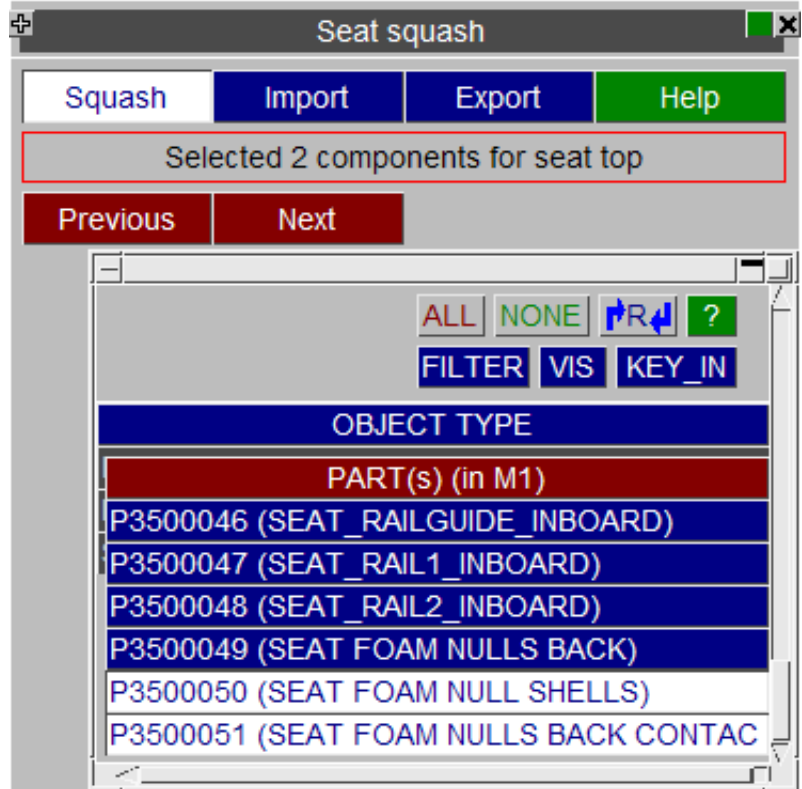 Seat squash
Squash Import Export Help
Selected 2 components for seat top
Previous Next
ALL NONE R ?
FILTER VIS KEY_IN
OBJECT TYPE
PART(s) (in M1)
P3500046 (SEAT_RAILGUIDE_INBOARD)
P3500047 (SEAT_RAIL1_INBOARD)
P3500048 (SEAT_RAIL2_INBOARD)
P3500049 (SEAT FOAM NULLS BACK)
P3500050 (SEAT FOAM NULL SHELLS)
P3500051 (SEAT FOAM NULLS BACK CONTAC